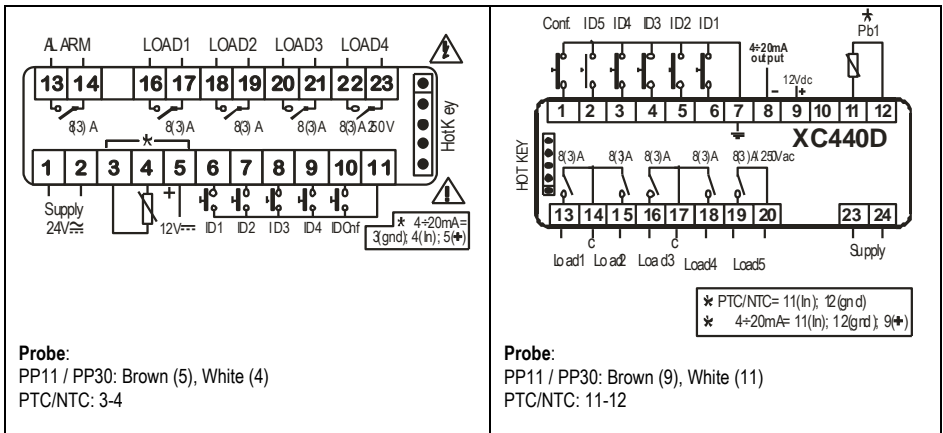 ALARM LOAD1 LOAD2 LOAD3 LOAD4
13 14 16 17 18 19 20 21 22 23
8(3) A 8(3) A 8(3) A 8(3) A 8(3)A 250V
HotKey
1 2 3 4 5 6 7 8 9 10 11
Supply
24V
12V
ID1 ID2 ID3 ID4 IDCnf
* 4÷20mA=
3(gnd); 4(In); 5(+)
Probe:
PP11 / PP30: Brown (5), White (4)
PTC/NTC: 3-4
Conf. ID5 ID4 ID3 ID2 ID1
4÷20mA
output
12Vdc
*
Pb1
- +
1 2 3 4 5 6 7 8 9 10 11 12
XC440D
HOT KEY
8(3)A 8(3)A 8(3)A 8(3)A 8(3)A 250Vac
13 14 15 16 17 18 19 20 23 24
Load1 c Load2 Load3 c Load4 Load5
Supply
* PTC/NTC= 11(In); 12(gnd)
* 4÷20mA= 11(In); 12(gnd); 9(+)
Probe:
PP11 / PP30: Brown (9), White (11)
PTC/NTC: 11-12